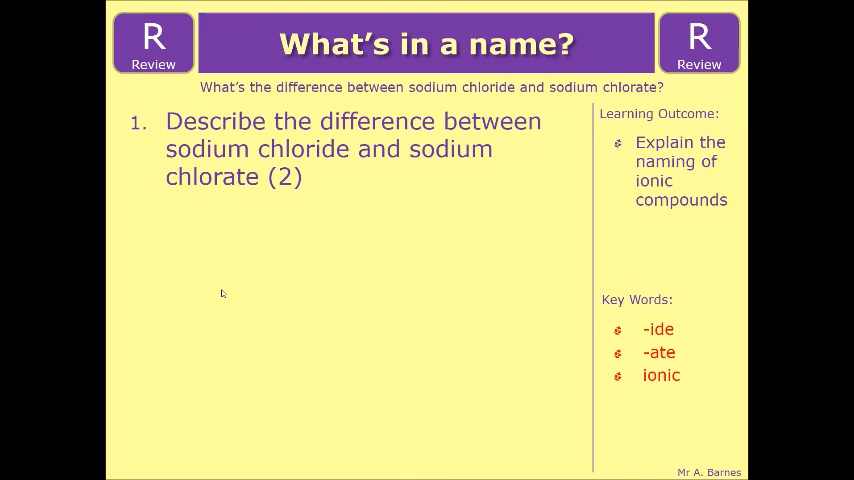 R
Review
What's in a name?
R
Review
What's the difference between sodium chloride and sodium chlorate?
1. Describe the difference between
sodium chloride and sodium
chlorate (2)
Learning Outcome:
Explain the
naming of
ionic
compounds
Key Words:
-ide
-ate
ionic
Mr A. Barnes